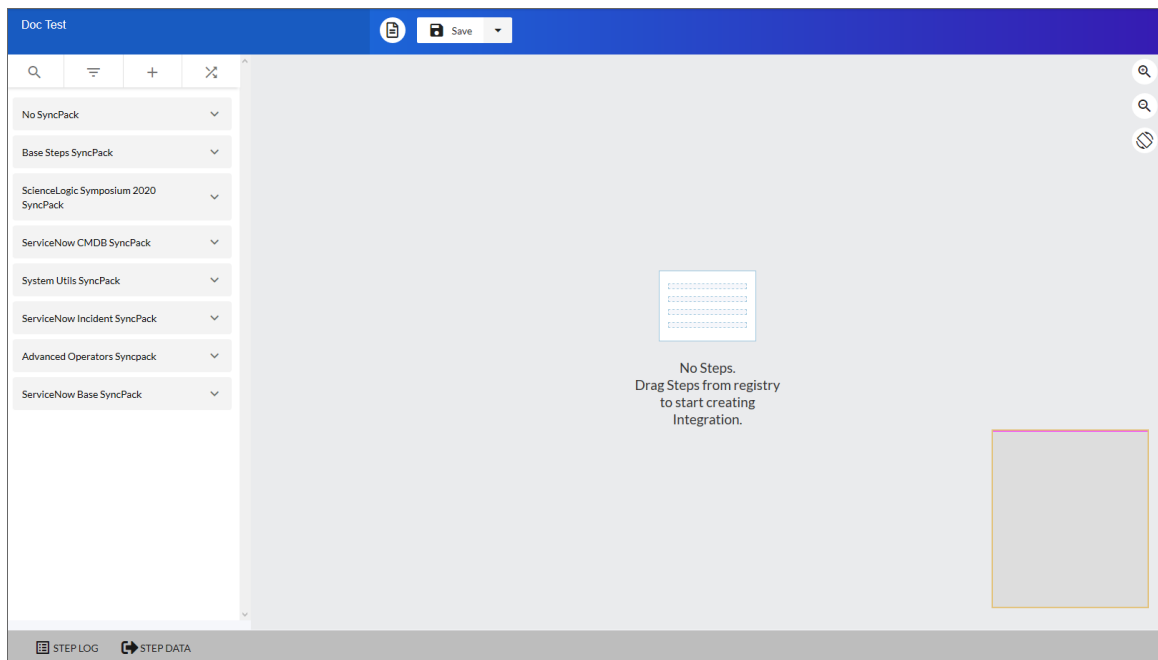 Doc Test
Save
No SyncPack
Base Steps SyncPack
ScienceLogic Symposium 2020
SyncPack
ServiceNow CMDB SyncPack
System Utils SyncPack
ServiceNow Incident SyncPack
Advanced Operators Syncpack
ServiceNow Base SyncPack
No Steps.
Drag Steps from registry
to start creating
Integration.
STEP LOG
STEP DATA